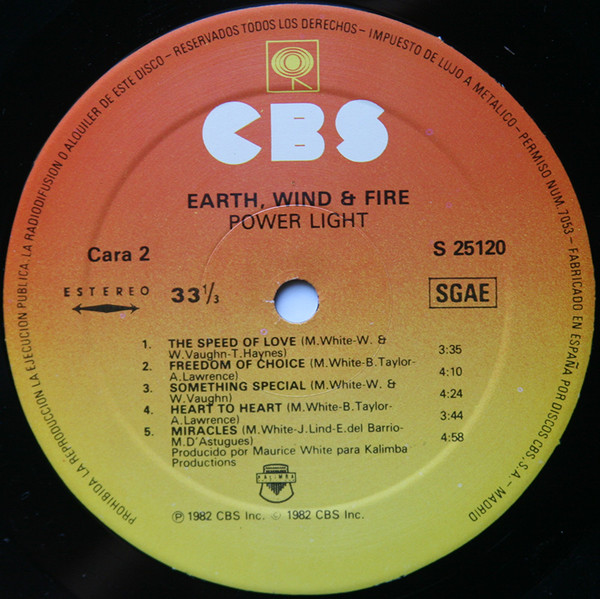 PROHIBIDA LA REPRODUCCION LA EJECUCION PUBLICA. LA RADIODIFUSION O ALQUILER DE ESTE DISCO – RESERVADOS TODOS LOS DERECHOS – IMPUESTO DE LUJO A METALICO – PERMISO NUM. 7053 – FABRICADO EN ESPAÑA POR DISCOS CBS, S.A. – MADRID
CBS
EARTH, WIND & FIRE
POWER LIGHT
Cara 2
S 25120
ESTEREO
33 1/3
SGAE
1. THE SPEED OF LOVE (M.White-W. &
W.Vaughn-T.Haynes) 3:35
2. FREEDOM OF CHOICE (M.White-B.Taylor-
A.Lawrence) 4:10
3. SOMETHING SPECIAL (M.White-W. &
W.Vaughn) 4:24
4. HEART TO HEART (M.White-B.Taylor-
A.Lawrence) 3:44
5. MIRACLES (M.White-J.Lind-E.del Barrio-
M.D'Astugues) 4:58
Producido por Maurice White para Kalimba
Productions
KALIMBA
℗ 1982 CBS Inc. © 1982 CBS Inc.